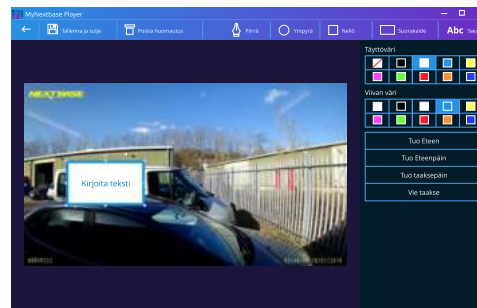 MyNextbase Player
Tallenna ja sulje
Poista huomautus
Piirrä
Ympyrä
Neliö
Suorakaide
Abc
Täyttöväri
Viivan väri
Tuo Eteen
Tuo Eteenpäin
Tuo taaksepäin
Vie taakse
NEXTBASE
Kirjoita teksti